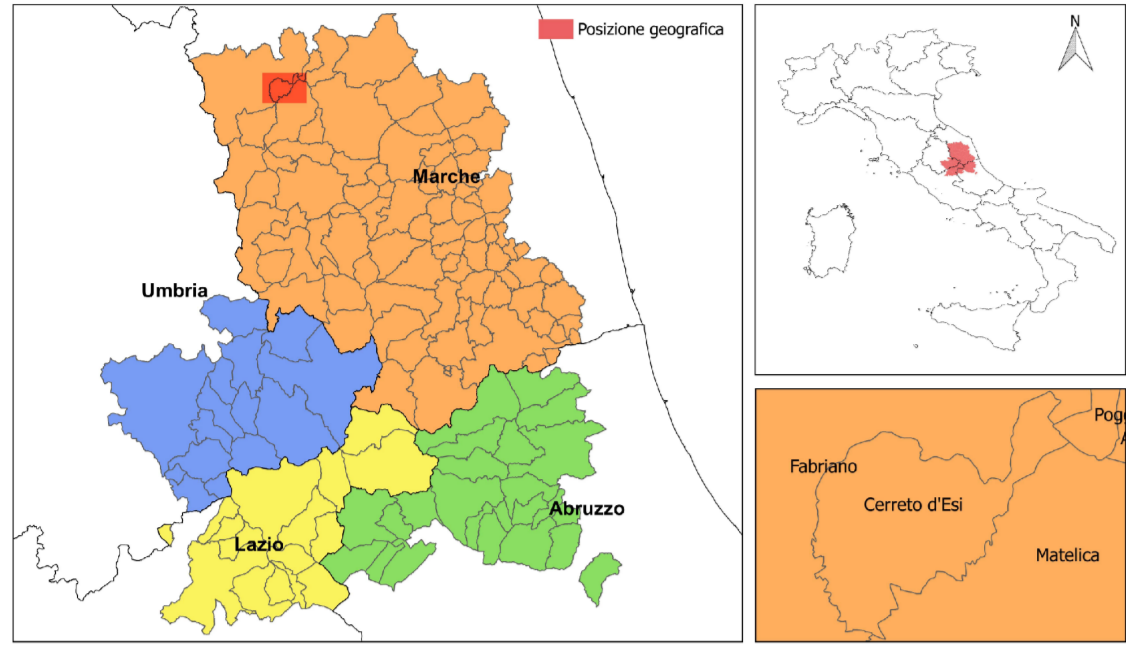 Posizione geografica
Marche
Umbria
Abruzzo
Lazio
N
Fabriano
Cerreto d'Esi
Matelica